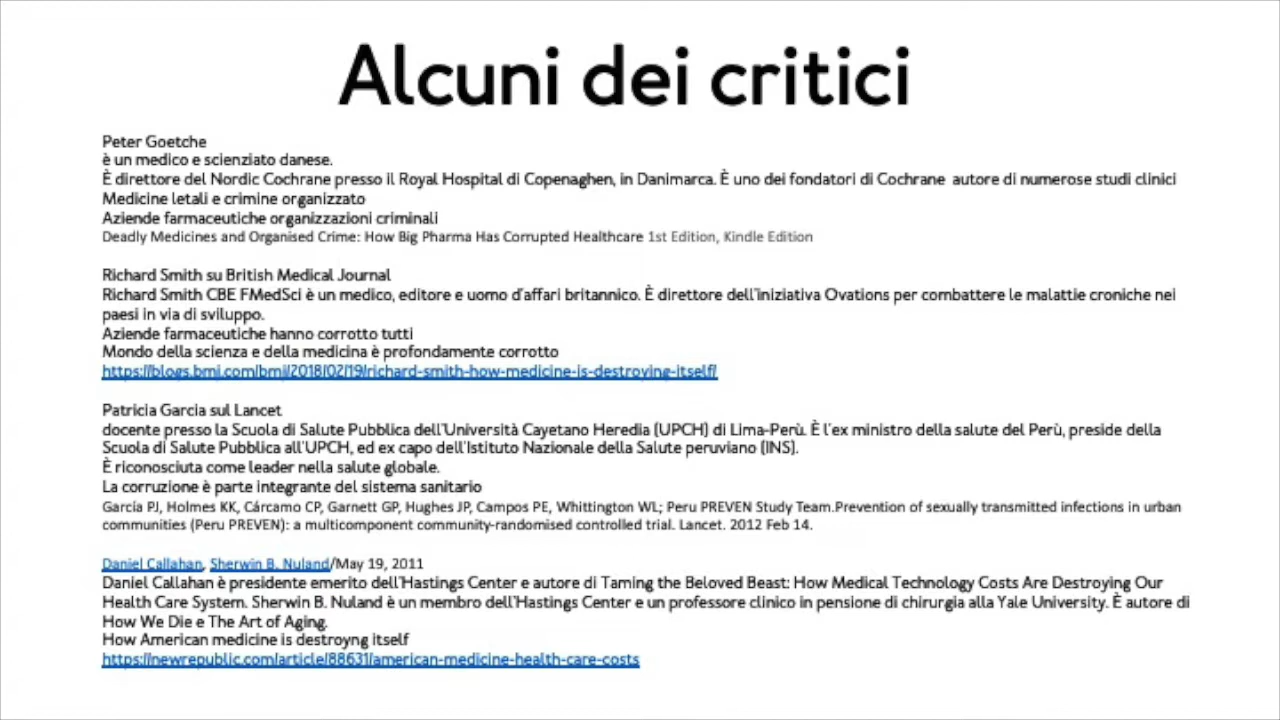 Alcuni dei critici
Peter Goetche
è un medico e scienziato danese.
È direttore del Nordic Cochrane presso il Royal Hospital di Copenaghen, in Danimarca. È uno dei fondatori di Cochrane autore di numerose studi clinici
Medicine letali e crimine organizzato
Aziende farmaceutiche organizzazioni criminali
Deadly Medicines and Organised Crime: How Big Pharma Has Corrupted Healthcare 1st Edition, Kindle Edition
Richard Smith su British Medical Journal
Richard Smith CBE FMedSci è un medico, editore e uomo d'affari britannico. È direttore dell'iniziativa Ovations per combattere le malattie croniche nei
paesi in via di sviluppo.
Aziende farmaceutiche hanno corrotto tutti
Mondo della scienza e della medicina è profondamente corrotto
https://blogs.bmj.com/bmj/2018/02/19/richard-smith-how-medicine-is-destroying-itself/
Patricia Garcia sul Lancet
docente presso la Scuola di Salute Pubblica dell'Università Cayetano Heredia (UPCH) di Lima-Perù. È l'ex ministro della salute del Perù, preside della
Scuola di Salute Pubblica all'UPCH, ed ex capo dell'Istituto Nazionale della Salute peruviano (INS).
È riconosciuta come leader nella salute globale.
La corruzione è parte integrante del sistema sanitario
García PJ, Holmes KK, Cárcamo CP, Garnett GP, Hughes JP, Campos PE, Whittington WL; Peru PREVEN Study Team.Prevention of sexually transmitted infections in urban
communities (Peru PREVEN): a multicomponent community-randomised controlled trial. Lancet. 2012 Feb 14.
Daniel Callahan, Sherwin B. Nuland/May 19, 2011
Daniel Callahan è presidente emerito dell'Hastings Center e autore di Taming the Beloved Beast: How Medical Technology Costs Are Destroying Our
Health Care System. Sherwin B. Nuland è un membro dell'Hastings Center e un professore clinico in pensione di chirurgia alla Yale University. È autore di
How We Die e The Art of Aging.
How American medicine is destroyng itself
https://newrepublic.com/article/88631/american-medicine-health-care-costs